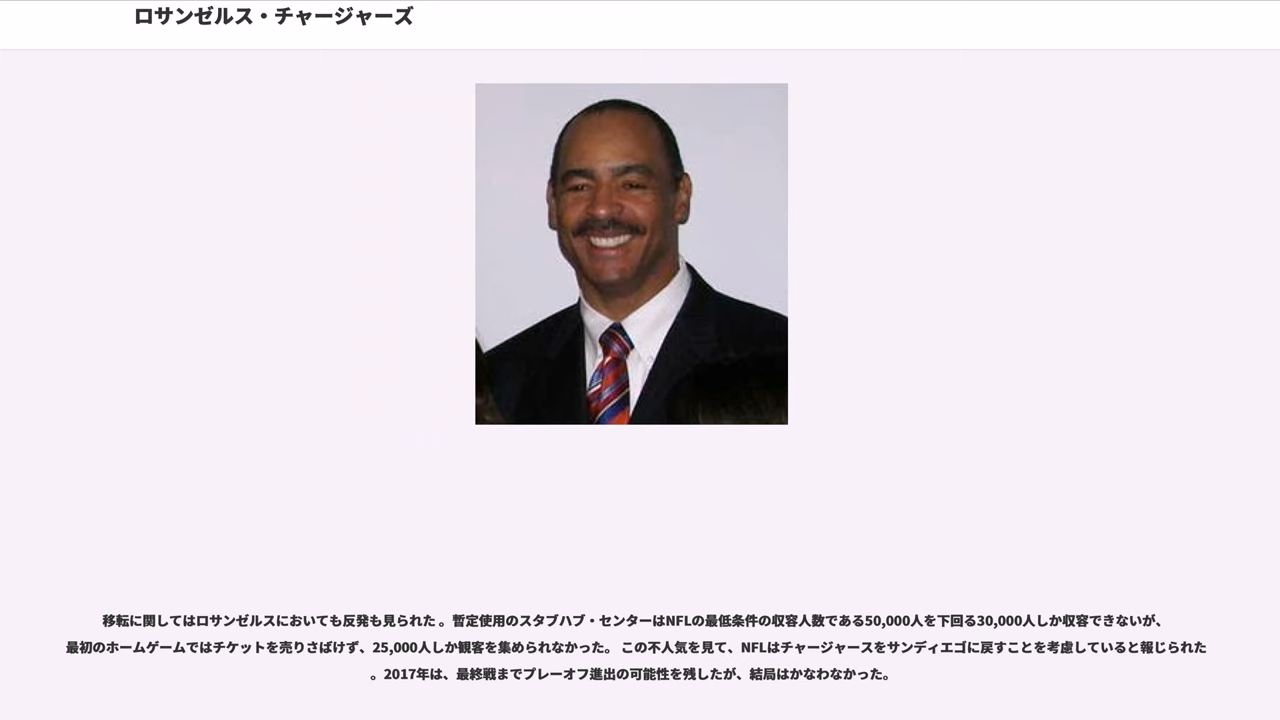 ロサンゼルス・チャージャーズ
移転に関してはロサンゼルスにおいても反発も見られた 。暫定使用のスタブハブ・センターはNFLの最低条件の収容人数である50,000人を下回る30,000人しか収容できないが、
最初のホームゲームではチケットを売りさばけず、25,000人しか観客を集められなかった。 この不人気を見て、NFLはチャージャースをサンディエゴに戻すことを考慮していると報じられた
。2017年は、最終戦までプレーオフ進出の可能性を残したが、結局はかなわなかった。